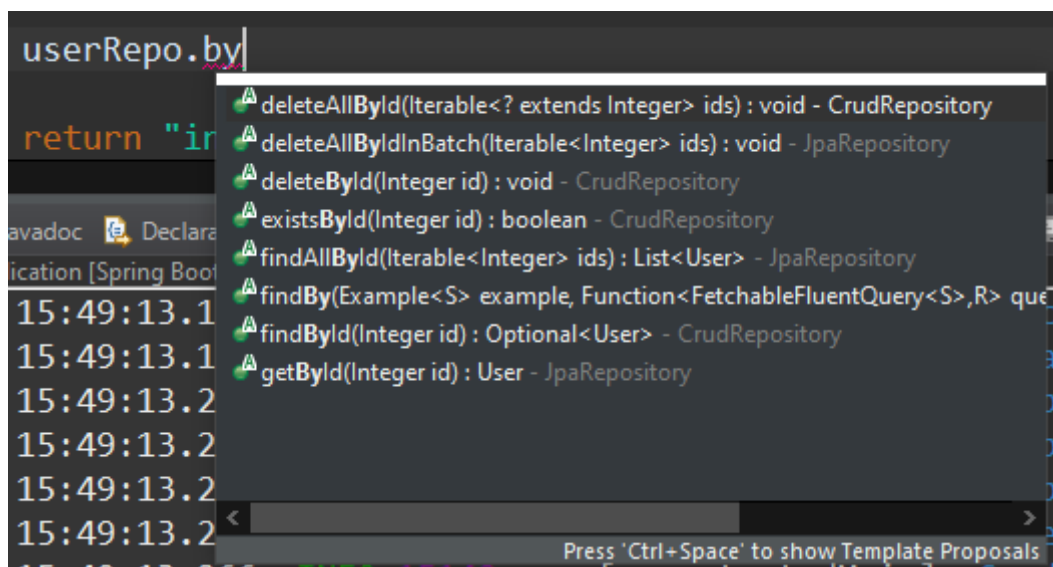 userRepo.by
deleteAllById(Iterable<? extends Integer> ids) : void - CrudRepository
return "in
deleteAllByIdInBatch(Iterable<Integer> ids) : void - JpaRepository
deleteById(Integer id) : void - CrudRepository
existsById(Integer id) : boolean - CrudRepository
avadoc Declara
findAllById(Iterable<Integer> ids) : List<User> - JpaRepository
ication [Spring Boot
findBy(Example<S> example, Function<FetchableFluentQuery<S>,R> que
15:49:13.1
findById(Integer id) : Optional<User> - CrudRepository
15:49:13.1
getById(Integer id) : User - JpaRepository
15:49:13.2
15:49:13.2
15:49:13.2
15:49:13.2
Press 'Ctrl+Space' to show Template Proposals